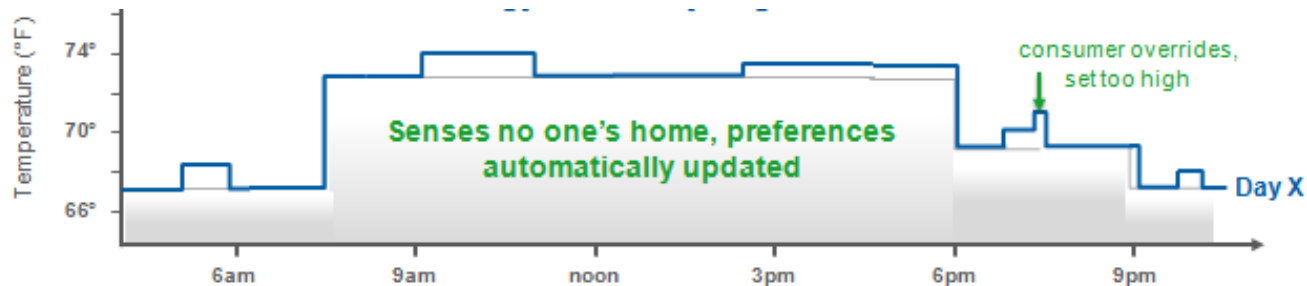 Temperature (°F)
74°
70°
66°
consumer overrides,
set too high
Senses no one's home, preferences
automatically updated
Day X
6am
9am
noon
3pm
6pm
9pm